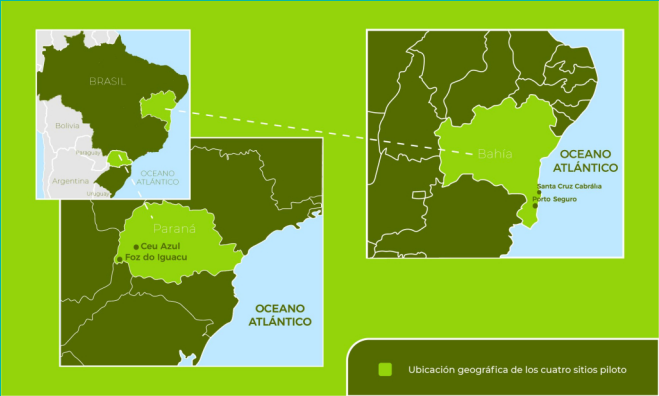 BRASIL
Bolivia
Paraguay
Argentina
Uruguay
OCEANO
ATLÁNTICO
Bahía
OCEANO
ATLÁNTICO
Santa Cruz Cabrália
Porto Seguro
Paraná
Ceu Azul
Foz do Iguacu
OCEANO
ATLÁNTICO
Ubicación geográfica de los cuatro sitios piloto